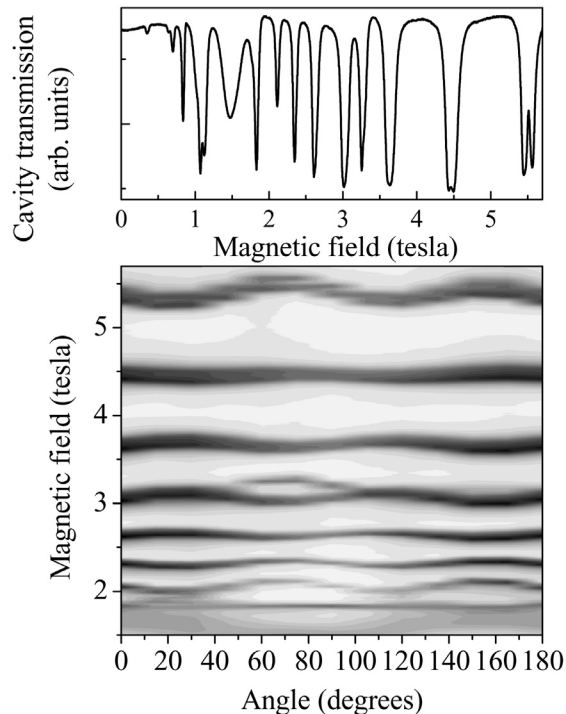 Cavity transmission
(arb. units)
0 1 2 3 4 5
Magnetic field (tesla)
Magnetic field (tesla)
5
4
3
2
0 20 40 60 80 100 120 140 160 180
Angle (degrees)